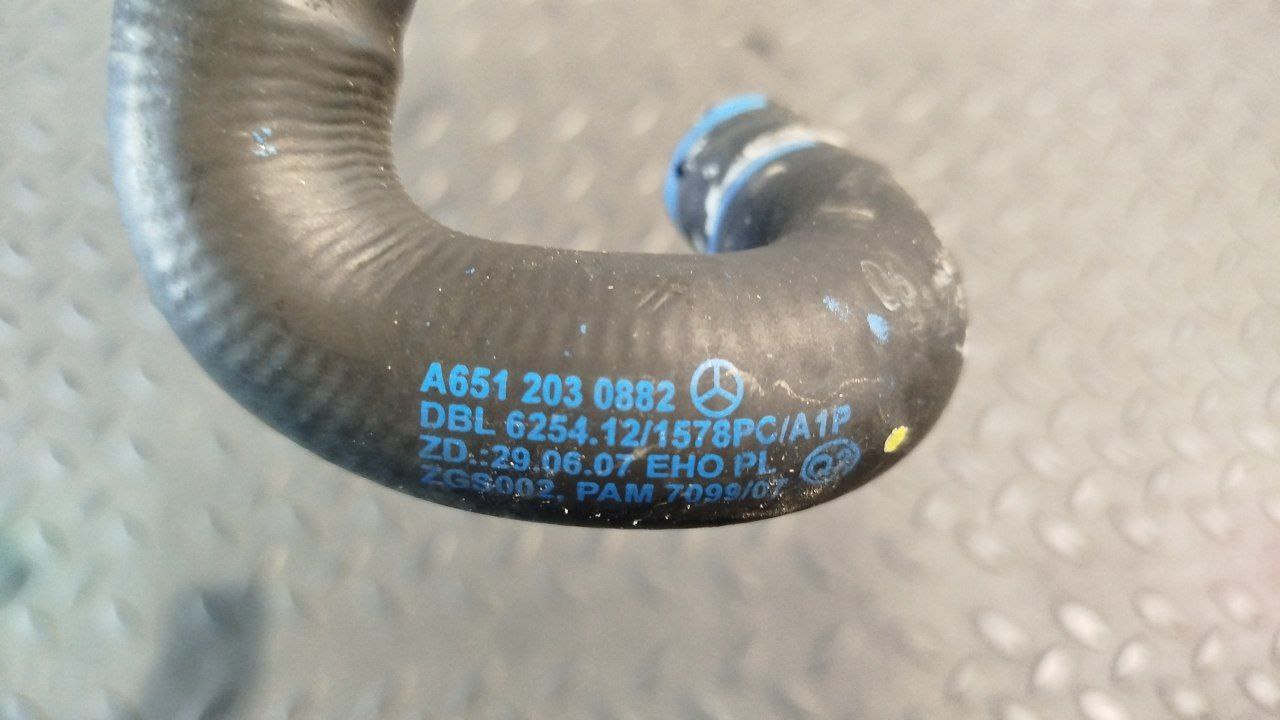 A651 203 0882
DBL 6254.12/1578PC/A1P
ZD.:29.06.07 EHO PL
ZGS002, PAM 7099/07